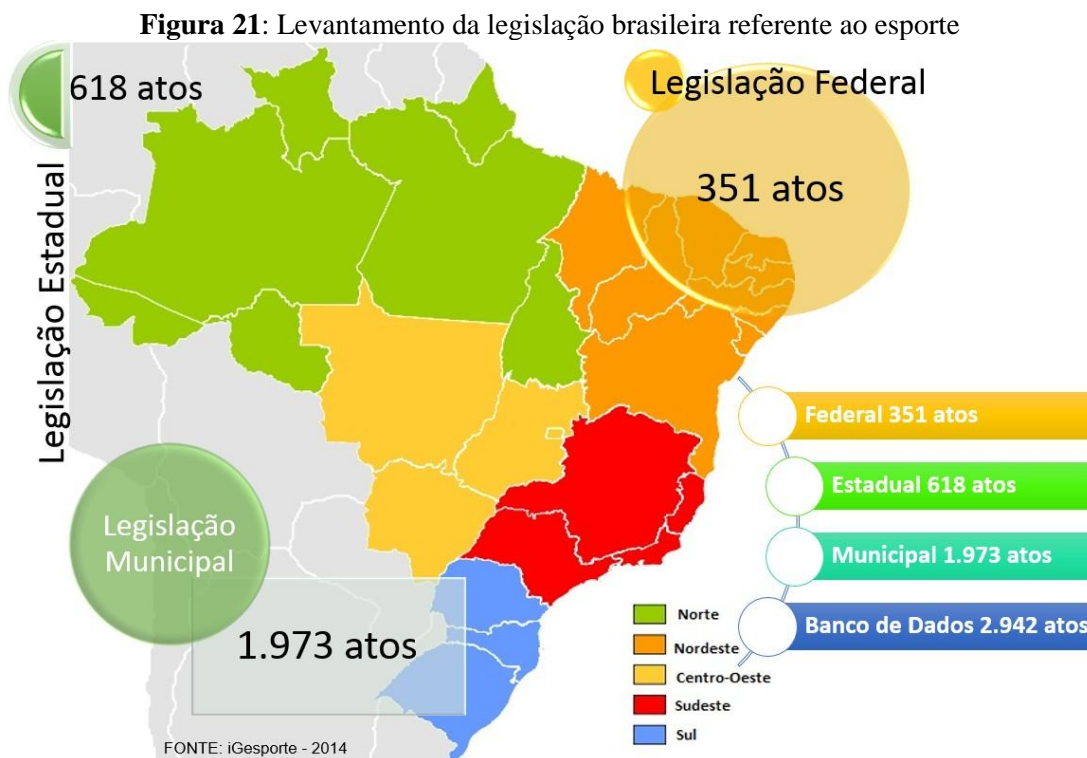 Figura 21: Levantamento da legislação brasileira referente ao esporte
618 atos
Legislação Estadual
Legislação Federal
351 atos
Federal 351 atos
Estadual 618 atos
Municipal 1.973 atos
Banco de Dados 2.942 atos
Legislação
Municipal
1.973 atos
Norte
Nordeste
Centro-Oeste
Sudeste
Sul
FONTE: iGesporte - 2014